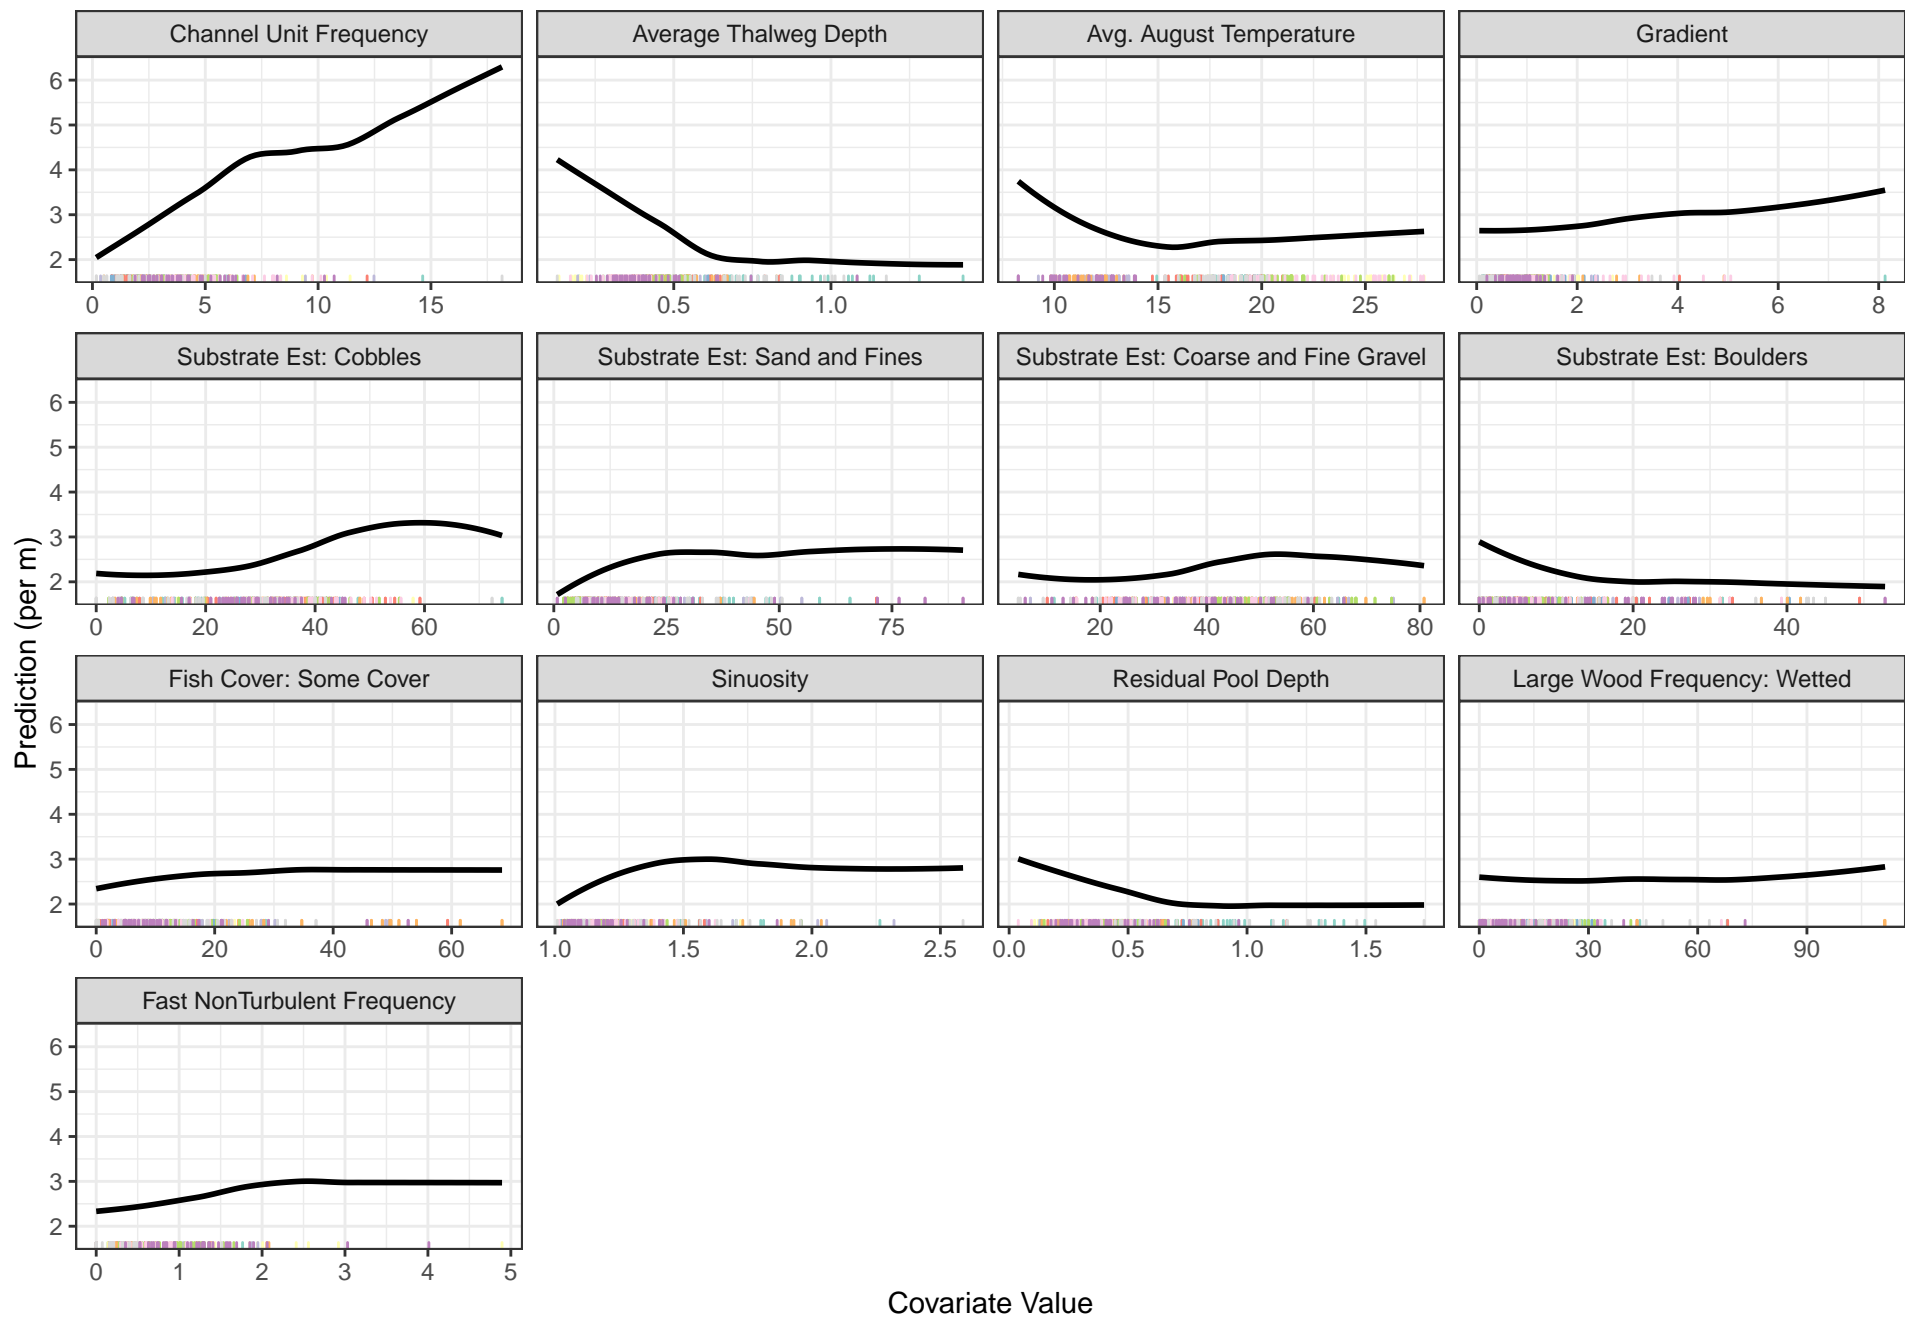 Channel Unit Frequency
Average Thalweg Depth
Avg. August Temperature
Gradient
6
5
4
3
2
0 5 10 15
0.5 1.0
10 15 20 25
0 2 4 6 8
Substrate Est: Cobbles
Substrate Est: Sand and Fines
Substrate Est: Coarse and Fine Gravel
Substrate Est: Boulders
6
5
4
3
2
0 20 40 60
0 25 50 75
20 40 60 80
0 20 40
Prediction (per m)
Fish Cover: Some Cover
Sinuosity
Residual Pool Depth
Large Wood Frequency: Wetted
6
5
4
3
2
0 20 40 60
1.0 1.5 2.0 2.5
0.0 0.5 1.0 1.5
0 30 60 90
Fast NonTurbulent Frequency
6
5
4
3
2
0 1 2 3 4 5
Covariate Value